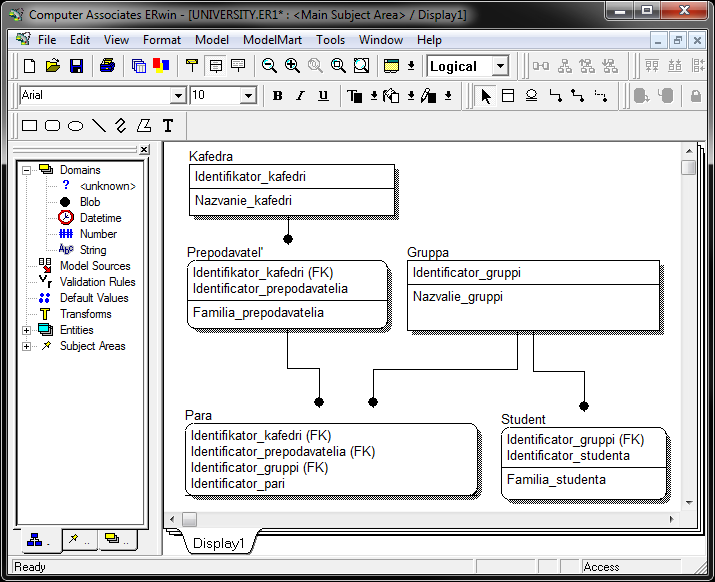 Computer Associates ERwin - [UNIVERSITY.ER1* : <Main Subject Area> / Display1]
File Edit View Format Model ModelMart Tools Window Help
Logical
Arial 10 B I U
T
Domains
<unknown>
Blob
Datetime
Number
String
Model Sources
Validation Rules
Default Values
Transforms
Entities
Subject Areas
Kafedra
Identifikator_kafedri
Nazvanie_kafedri
Prepodavatel'
Identifikator_kafedri (FK)
Identificator_prepodavatelia
Familia_prepodavatelia
Gruppa
Identificator_gruppi
Nazvalie_gruppi
Para
Identifikator_kafedri (FK)
Identificator_prepodavatelia (FK)
Identificator_gruppi (FK)
Identificator_pari
Student
Identificator_gruppi (FK)
Identificator_studenta
Familia_studenta
Display1
Ready
Access